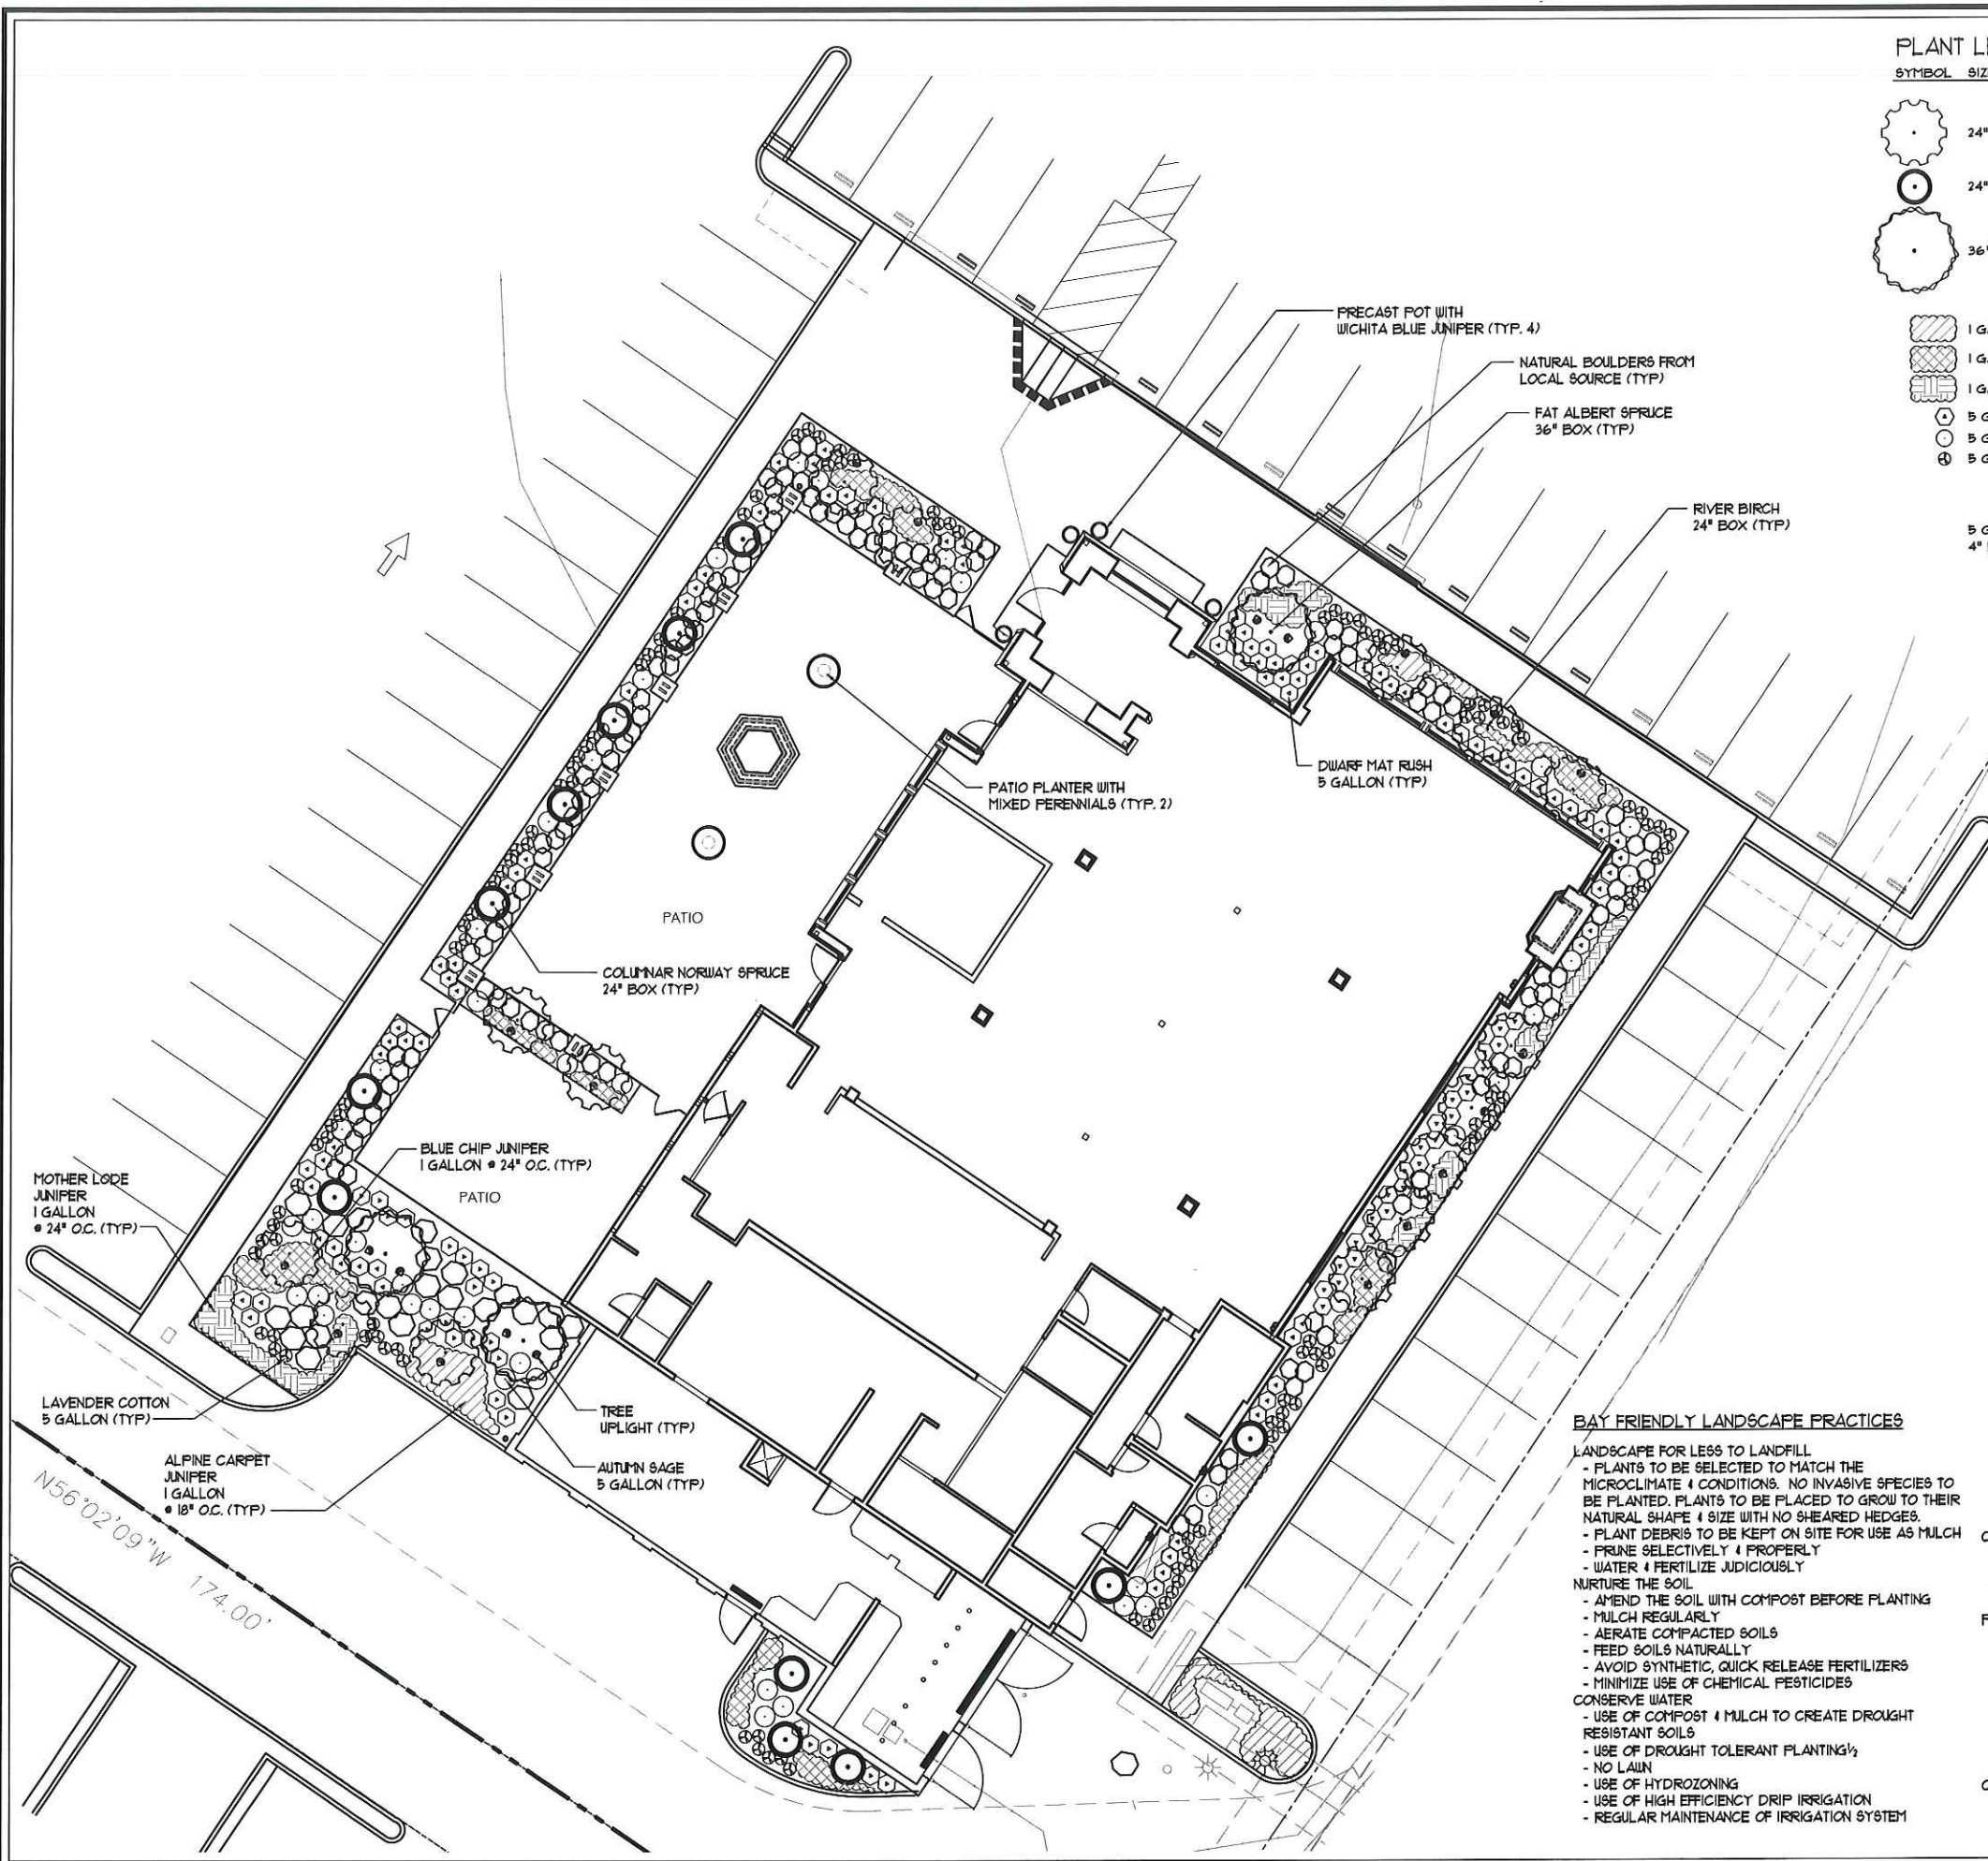 PLANT
SYMBOL
24"
24"
36"
1 G
1 G
1 G
5 G
5 G
5 G
5 G
4"
PRECAST POT WITH
WICHITA BLUE JUNIPER (TYP. 4)
NATURAL BOULDERS FROM
LOCAL SOURCE (TYP)
FAT ALBERT SPRUCE
36" BOX (TYP)
RIVER BIRCH
24" BOX (TYP)
DWARF MAT RUSH
5 GALLON (TYP)
PATIO PLANTER WITH
MIXED PERENNIALS (TYP. 2)
PATIO
COLUMNAR NORWAY SPRUCE
24" BOX (TYP)
BLUE CHIP JUNIPER
1 GALLON @ 24" O.C. (TYP)
PATIO
MOTHER LODE
JUNIPER
1 GALLON
@ 24" O.C. (TYP)
LAVENDER COTTON
5 GALLON (TYP)
ALPINE CARPET
JUNIPER
1 GALLON
@ 18" O.C. (TYP)
TREE
UPLIGHT (TYP)
AUTUMN SAGE
5 GALLON (TYP)
N56°02'09"W 174.00'
BAY FRIENDLY LANDSCAPE PRACTICES
LANDSCAPE FOR LESS TO LANDFILL
- PLANTS TO BE SELECTED TO MATCH THE
MICROCLIMATE & CONDITIONS. NO INVASIVE SPECIES TO
BE PLANTED. PLANTS TO BE PLACED TO GROW TO THEIR
NATURAL SHAPE & SIZE WITH NO SHEARED HEDGES.
- PLANT DEBRIS TO BE KEPT ON SITE FOR USE AS MULCH
- PRUNE SELECTIVELY & PROPERLY
- WATER & FERTILIZE JUDICIOUSLY
NURTURE THE SOIL
- AMEND THE SOIL WITH COMPOST BEFORE PLANTING
- MULCH REGULARLY
- AERATE COMPACTED SOILS
- FEED SOILS NATURALLY
- AVOID SYNTHETIC, QUICK RELEASE FERTILIZERS
- MINIMIZE USE OF CHEMICAL PESTICIDES
CONSERVE WATER
- USE OF COMPOST & MULCH TO CREATE DROUGHT
RESISTANT SOILS
- USE OF DROUGHT TOLERANT PLANTING½
- NO LAWN
- USE OF HYDROZONING
- USE OF HIGH EFFICIENCY DRIP IRRIGATION
- REGULAR MAINTENANCE OF IRRIGATION SYSTEM